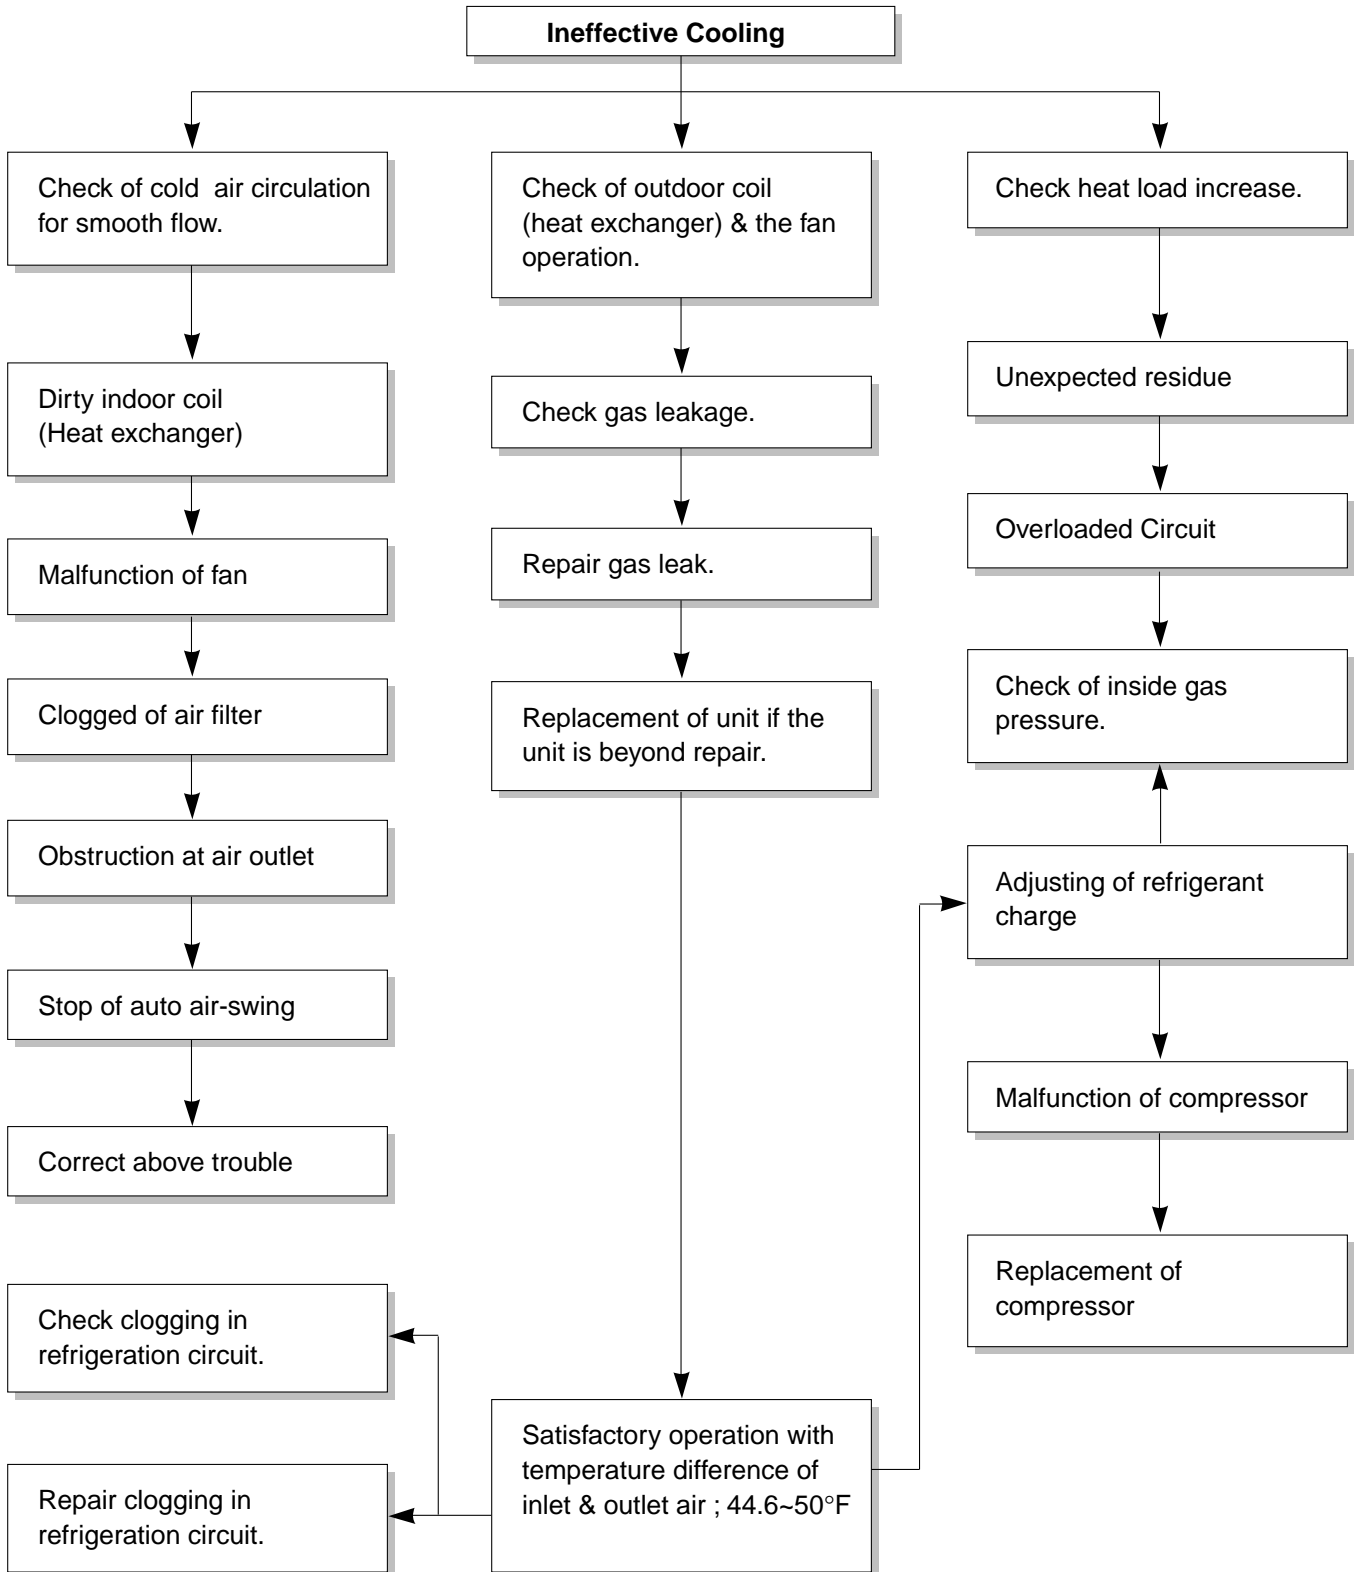 Ineffective Cooling
Check of cold air circulation
for smooth flow.
Dirty indoor coil
(Heat exchanger)
Malfunction of fan
Clogged of air filter
Obstruction at air outlet
Stop of auto air-swing
Correct above trouble
Check clogging in
refrigeration circuit.
Repair clogging in
refrigeration circuit.
Check of outdoor coil
(heat exchanger) & the fan
operation.
Check gas leakage.
Repair gas leak.
Replacement of unit if the
unit is beyond repair.
Satisfactory operation with
temperature difference of
inlet & outlet air ; 44.6~50°F
Check heat load increase.
Unexpected residue
Overloaded Circuit
Check of inside gas
pressure.
Adjusting of refrigerant
charge
Malfunction of compressor
Replacement of
compressor